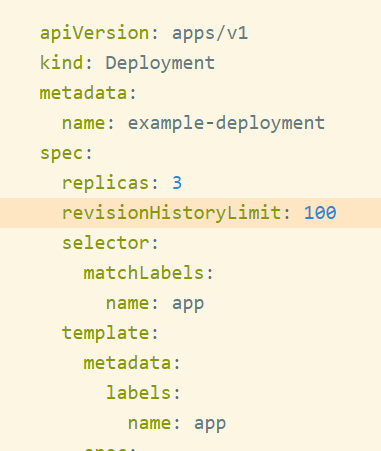 apiVersion: apps/v1
kind: Deployment
metadata:
  name: example-deployment
spec:
  replicas: 3
  revisionHistoryLimit: 100
  selector:
    matchLabels:
      name: app
  template:
    metadata:
      labels:
        name: app